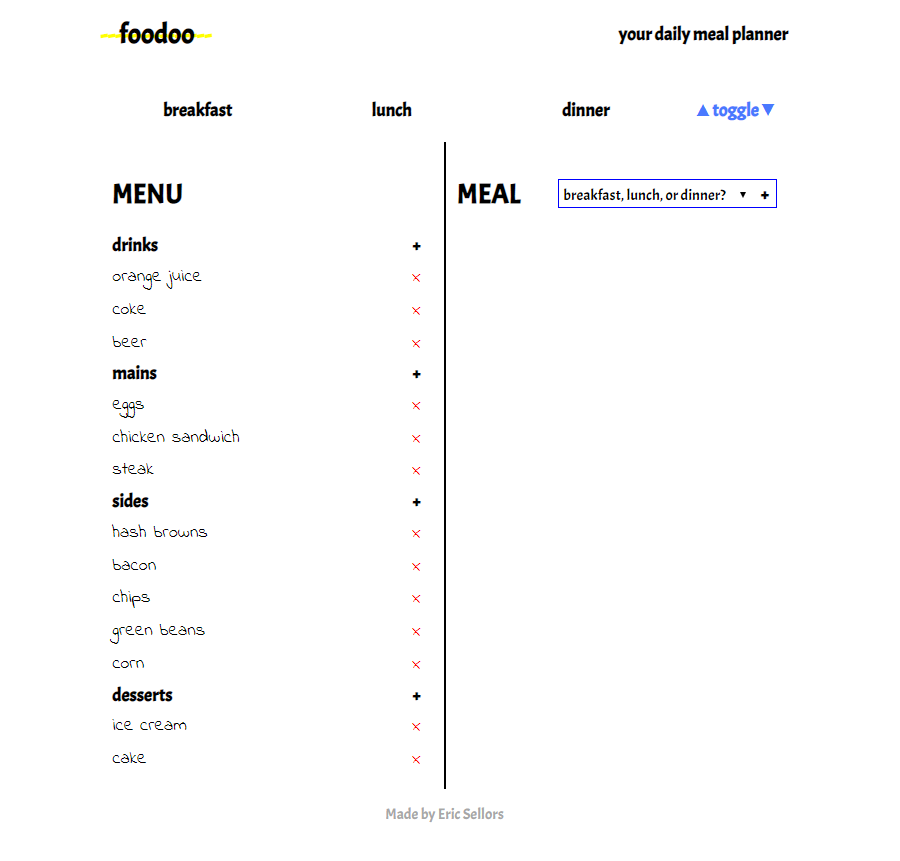 foodoo your daily meal planner
breakfast lunch dinner ▲ toggle ▼
MENU
drinks +
orange juice ×
coke ×
beer ×
mains +
eggs ×
chicken sandwich ×
steak ×
sides +
hash browns ×
bacon ×
chips ×
green beans ×
corn ×
desserts +
ice cream ×
cake ×
MEAL breakfast, lunch, or dinner? ▼ +
Made by Eric Sellors